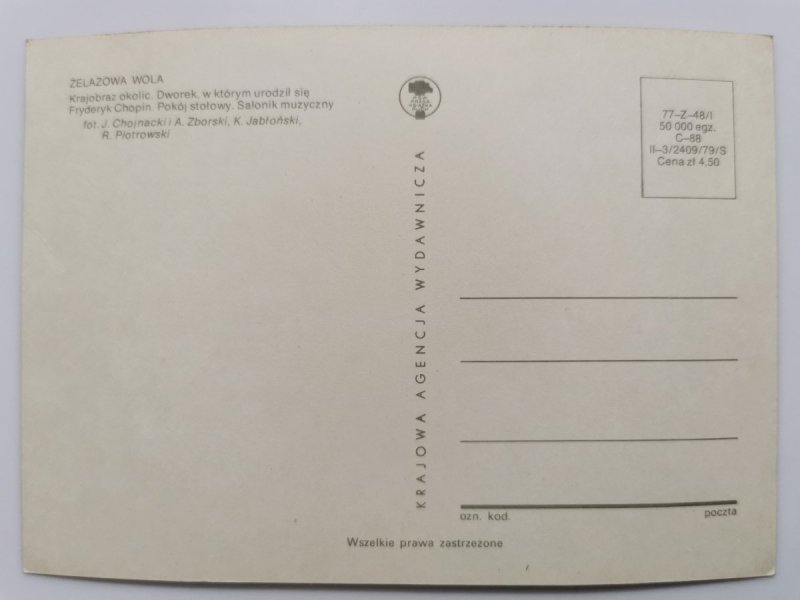 ŻELAZOWA WOLA
Krajobraz okolic. Dworek, w którym urodził się
Fryderyk Chopin. Pokój stołowy. Salonik muzyczny
fot. J. Chojnacki i A. Zborski, K. Jabłoński,
R. Piotrowski
KRAJOWA AGENCJA WYDAWNICZA
77-Z-48/I
50 000 egz.
C-88
II-3/2409/79/S
Cena zł 4,50
ozn. kod. poczta
Wszelkie prawa zastrzeżone